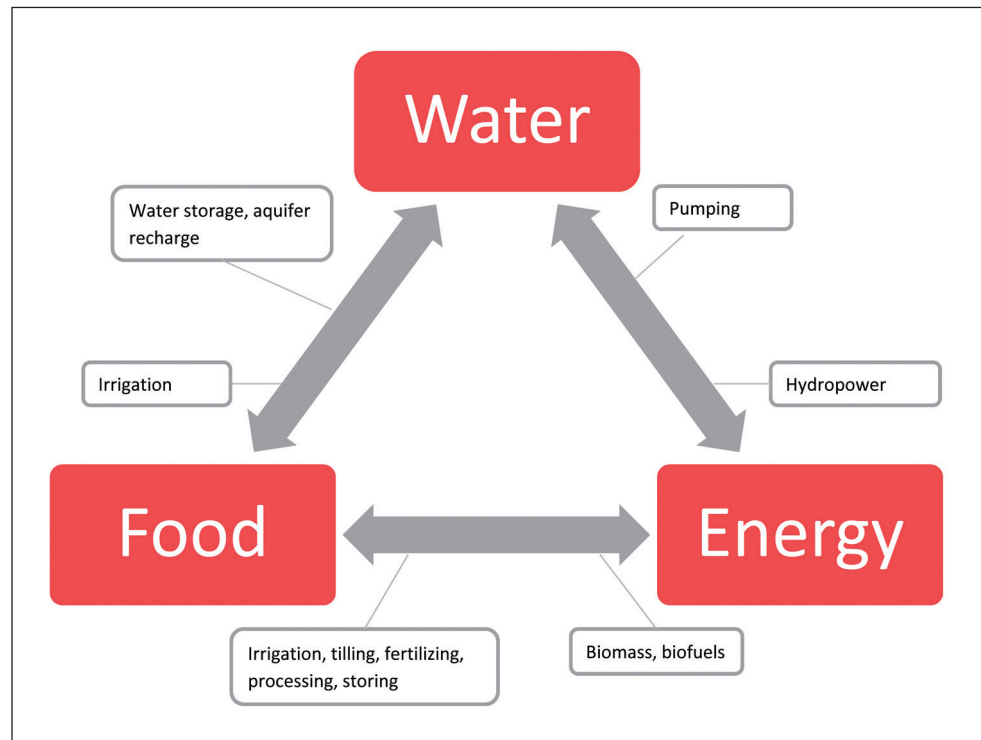 Water
Water storage, aquifer
recharge
Pumping
Irrigation
Hydropower
Food
Energy
Irrigation, tilling, fertilizing,
processing, storing
Biomass, biofuels